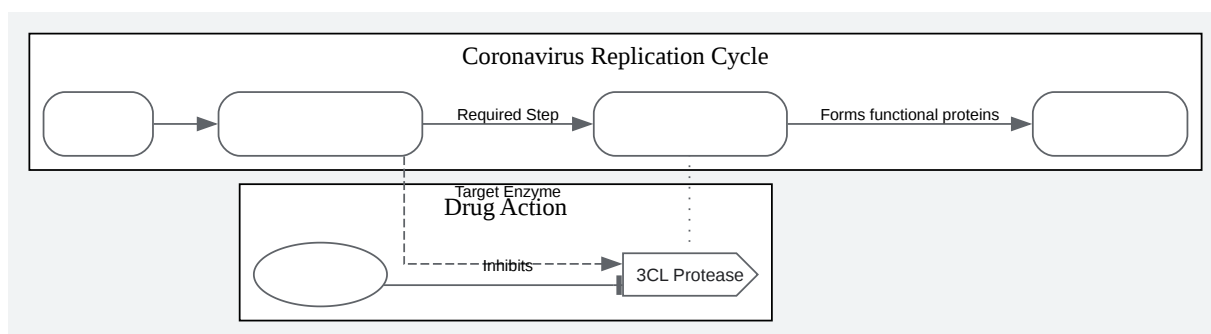 Coronavirus Replication Cycle
Required Step
Forms functional proteins
Target Enzyme
Drug Action
Inhibits
3CL Protease